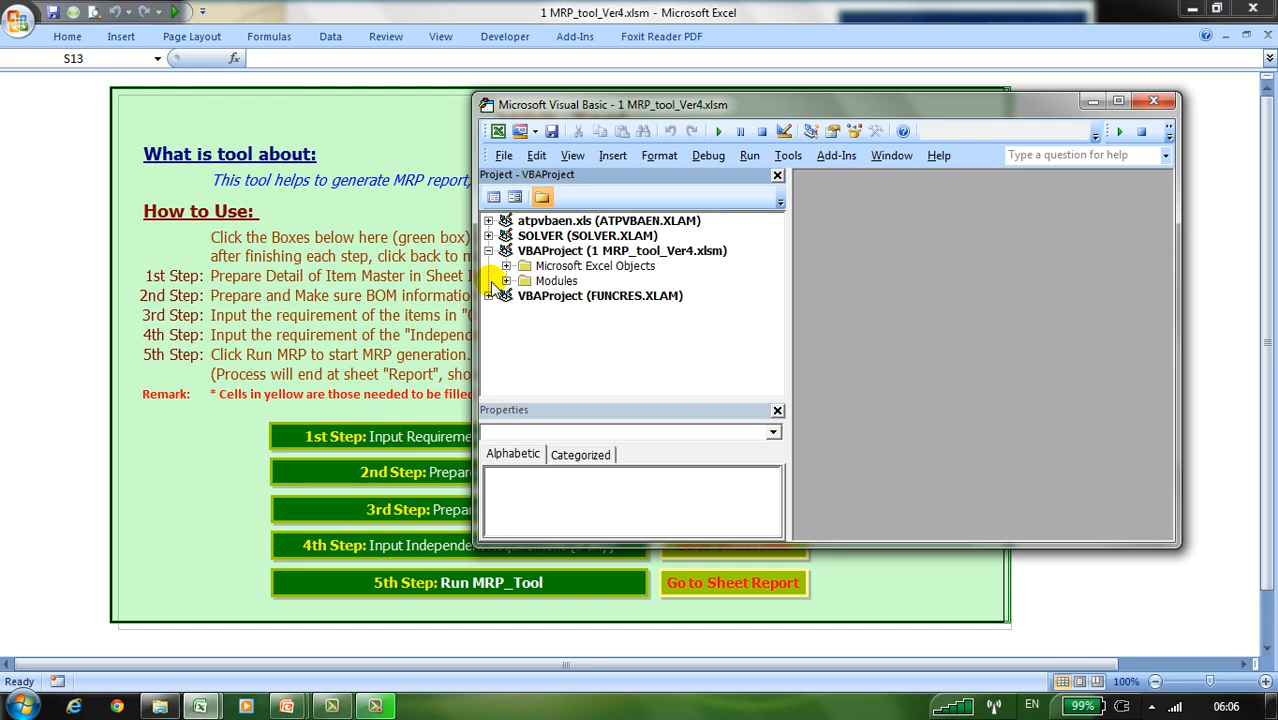 1 MRP_tool_Ver4.xlsm - Microsoft Excel
Home Insert Page Layout Formulas Data Review View Developer Add-Ins Foxit Reader PDF
S13
fx
What is tool about:
This tool helps to generate MRP report,
How to Use:
Click the Boxes below here (green box)
after finishing each step, click back to m
1st Step: Prepare Detail of Item Master in Sheet I
2nd Step: Prepare and Make sure BOM informatio
3rd Step: Input the requirement of the items in "
4th Step: Input the requirement of the "Indepen
5th Step: Click Run MRP to start MRP generation.
(Process will end at sheet "Report", sho
Remark: * Cells in yellow are those needed to be fille
1st Step: Input Requireme
2nd Step: Prepar
3rd Step: Prepa
4th Step: Input Independen
5th Step: Run MRP_Tool
Go to Sheet Report
Microsoft Visual Basic - 1 MRP_tool_Ver4.xlsm
File Edit View Insert Format Debug Run Tools Add-Ins Window Help
Type a question for help
Project - VBAProject
atpvbaen.xls (ATPVBAEN.XLAM)
SOLVER (SOLVER.XLAM)
VBAProject (1 MRP_tool_Ver4.xlsm)
Microsoft Excel Objects
Modules
VBAProject (FUNCRES.XLAM)
Properties
Alphabetic Categorized
Ready
100%
EN
99%
06:06